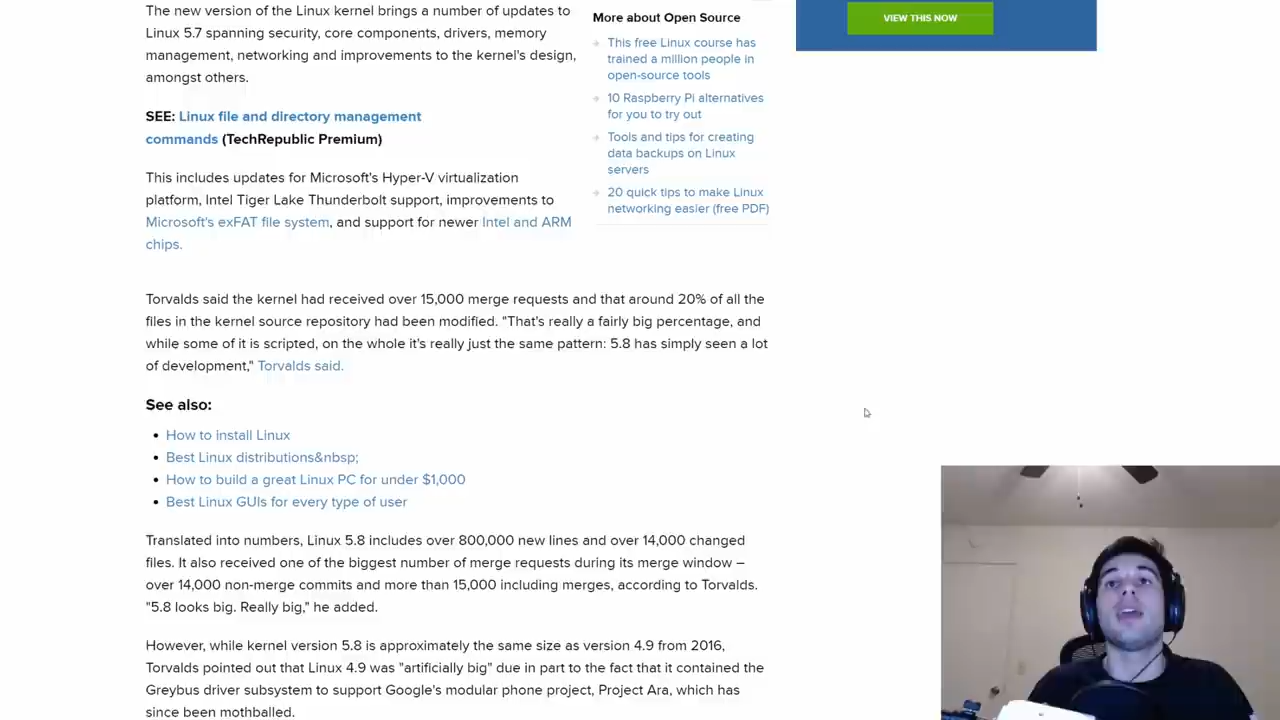 The new version of the Linux kernel brings a number of updates to
Linux 5.7 spanning security, core components, drivers, memory
management, networking and improvements to the kernel's design,
amongst others.
SEE: Linux file and directory management
commands (TechRepublic Premium)
This includes updates for Microsoft's Hyper-V virtualization
platform, Intel Tiger Lake Thunderbolt support, improvements to
Microsoft's exFAT file system, and support for newer Intel and ARM
chips.
More about Open Source
This free Linux course has
trained a million people in
open-source tools
10 Raspberry Pi alternatives
for you to try out
Tools and tips for creating
data backups on Linux
servers
20 quick tips to make Linux
networking easier (free PDF)
VIEW THIS NOW
Torvalds said the kernel had received over 15,000 merge requests and that around 20% of all the
files in the kernel source repository had been modified. "That's really a fairly big percentage, and
while some of it is scripted, on the whole it's really just the same pattern: 5.8 has simply seen a lot
of development," Torvalds said.
See also:
• How to install Linux
• Best Linux distributions&nbsp;
• How to build a great Linux PC for under $1,000
• Best Linux GUIs for every type of user
Translated into numbers, Linux 5.8 includes over 800,000 new lines and over 14,000 changed
files. It also received one of the biggest number of merge requests during its merge window –
over 14,000 non-merge commits and more than 15,000 including merges, according to Torvalds.
"5.8 looks big. Really big," he added.
However, while kernel version 5.8 is approximately the same size as version 4.9 from 2016,
Torvalds pointed out that Linux 4.9 was "artificially big" due in part to the fact that it contained the
Greybus driver subsystem to support Google's modular phone project, Project Ara, which has
since been mothballed.